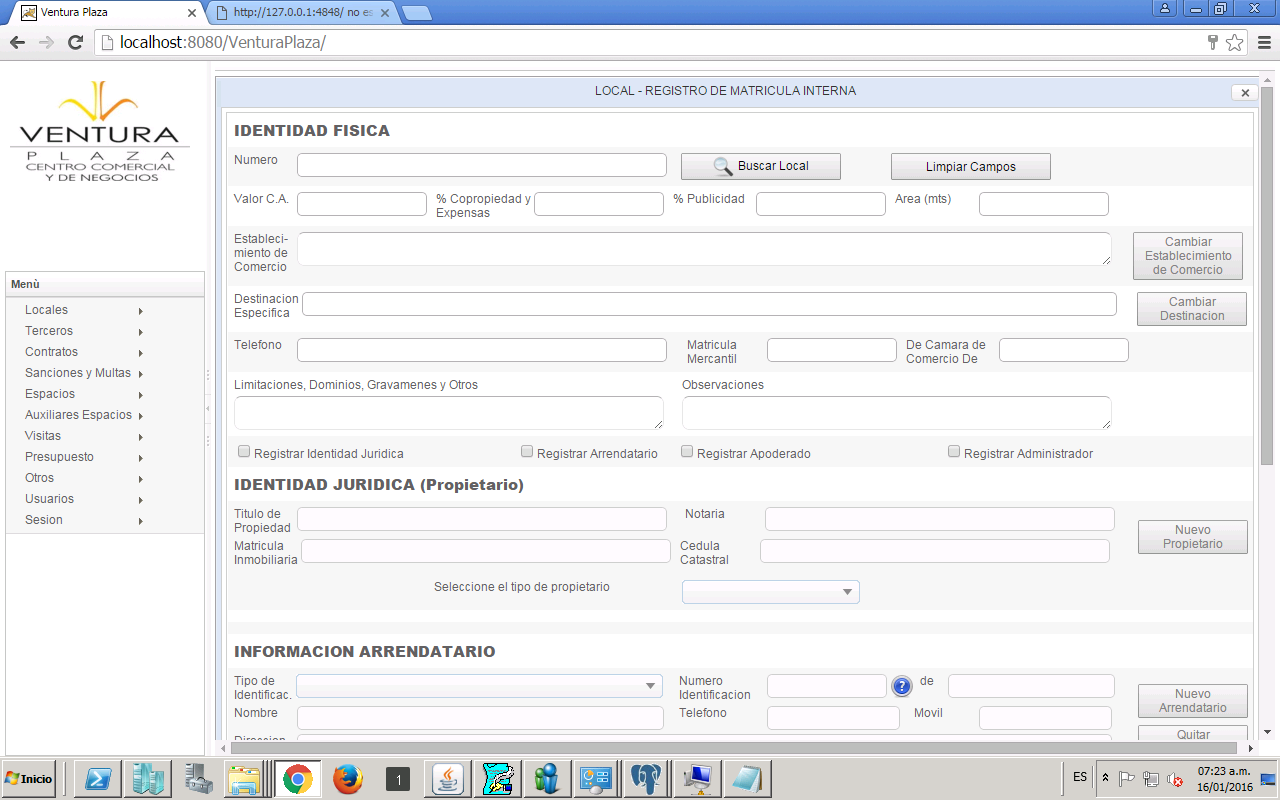 Ventura Plaza
http://127.0.0.1:4848/ no es
localhost:8080/VenturaPlaza/
VENTURA
PLAZA
CENTRO COMERCIAL
Y DE NEGOCIOS
Menù
Locales
Terceros
Contratos
Sanciones y Multas
Espacios
Auxiliares Espacios
Visitas
Presupuesto
Otros
Usuarios
Sesion
LOCAL - REGISTRO DE MATRICULA INTERNA
IDENTIDAD FISICA
Numero
Buscar Local
Limpiar Campos
Valor C.A.
% Copropiedad y
Expensas
% Publicidad
Area (mts)
Estableci-
miento de
Comercio
Cambiar
Establecimiento
de Comercio
Destinacion
Especifica
Cambiar
Destinacion
Telefono
Matricula
Mercantil
De Camara de
Comercio De
Limitaciones, Dominios, Gravamenes y Otros
Observaciones
Registrar Identidad Juridica
Registrar Arrendatario
Registrar Apoderado
Registrar Administrador
IDENTIDAD JURIDICA (Propietario)
Titulo de
Propiedad
Notaria
Nuevo
Propietario
Matricula
Inmobiliaria
Cedula
Catastral
Seleccione el tipo de propietario
INFORMACION ARRENDATARIO
Tipo de
Identificac.
Numero
Identificacion
?
de
Nuevo
Arrendatario
Nombre
Telefono
Movil
Direccion
Quitar
Inicio
1
ES
07:23 a.m.
16/01/2016